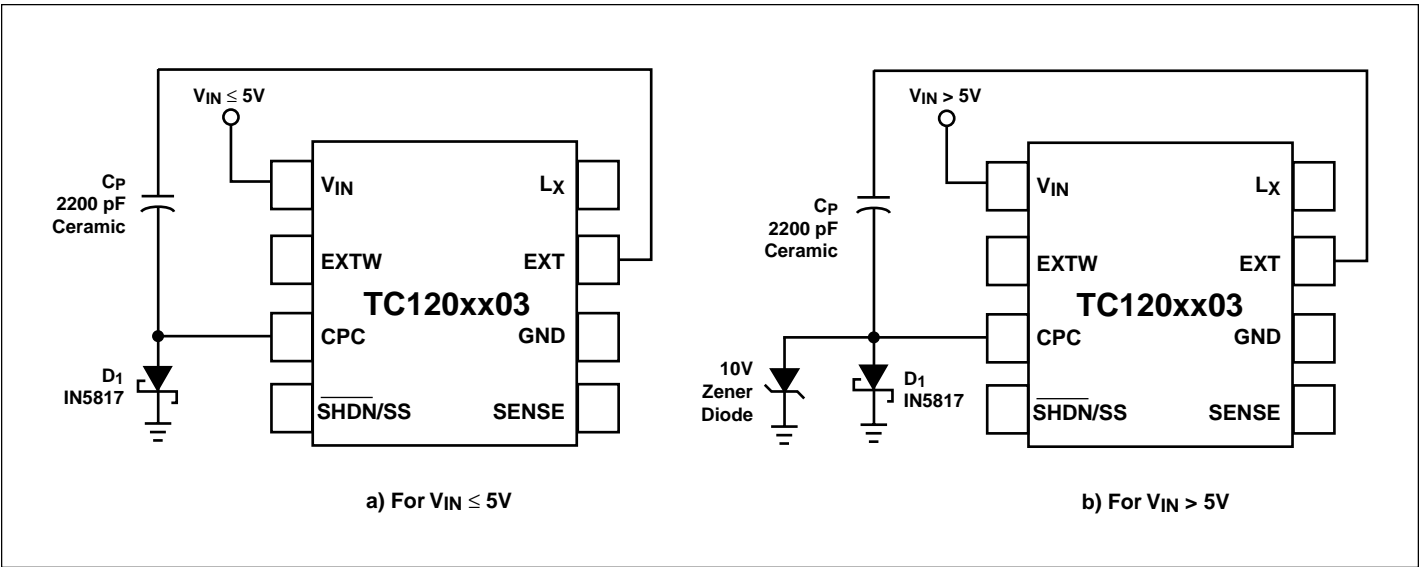 VIN ≤ 5V
CP
2200 pF
Ceramic
VIN
LX
EXTW
EXT
TC120xx03
CPC
GND
D1
IN5817
SHDN/SS
SENSE
a) For VIN ≤ 5V
VIN > 5V
CP
2200 pF
Ceramic
VIN
LX
EXTW
EXT
TC120xx03
CPC
GND
10V
Zener
Diode
D1
IN5817
SHDN/SS
SENSE
b) For VIN > 5V